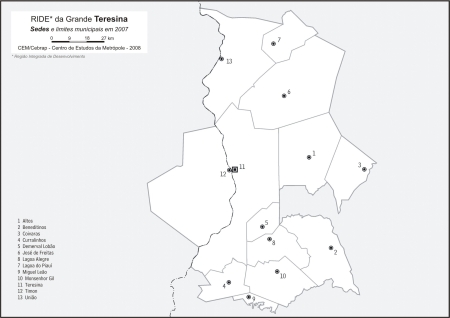 RIDE* da Grande Teresina
Sedes e limites municipais em 2007
0 9 18 27 km
CEM/Cebrap - Centro de Estudos da Metrópole - 2008
* Região Integrada de Desenvolvimento
7
13
6
1
3
11
12
5
8
2
10
4
9
1 Altos
2 Beneditinos
3 Coivaras
4 Curralinhos
5 Demerval Lobão
6 José de Freitas
8 Lagoa Alegre
7 Lagoa do Piauí
9 Miguel Leão
10 Monsenhor Gil
11 Teresina
12 Timon
13 União